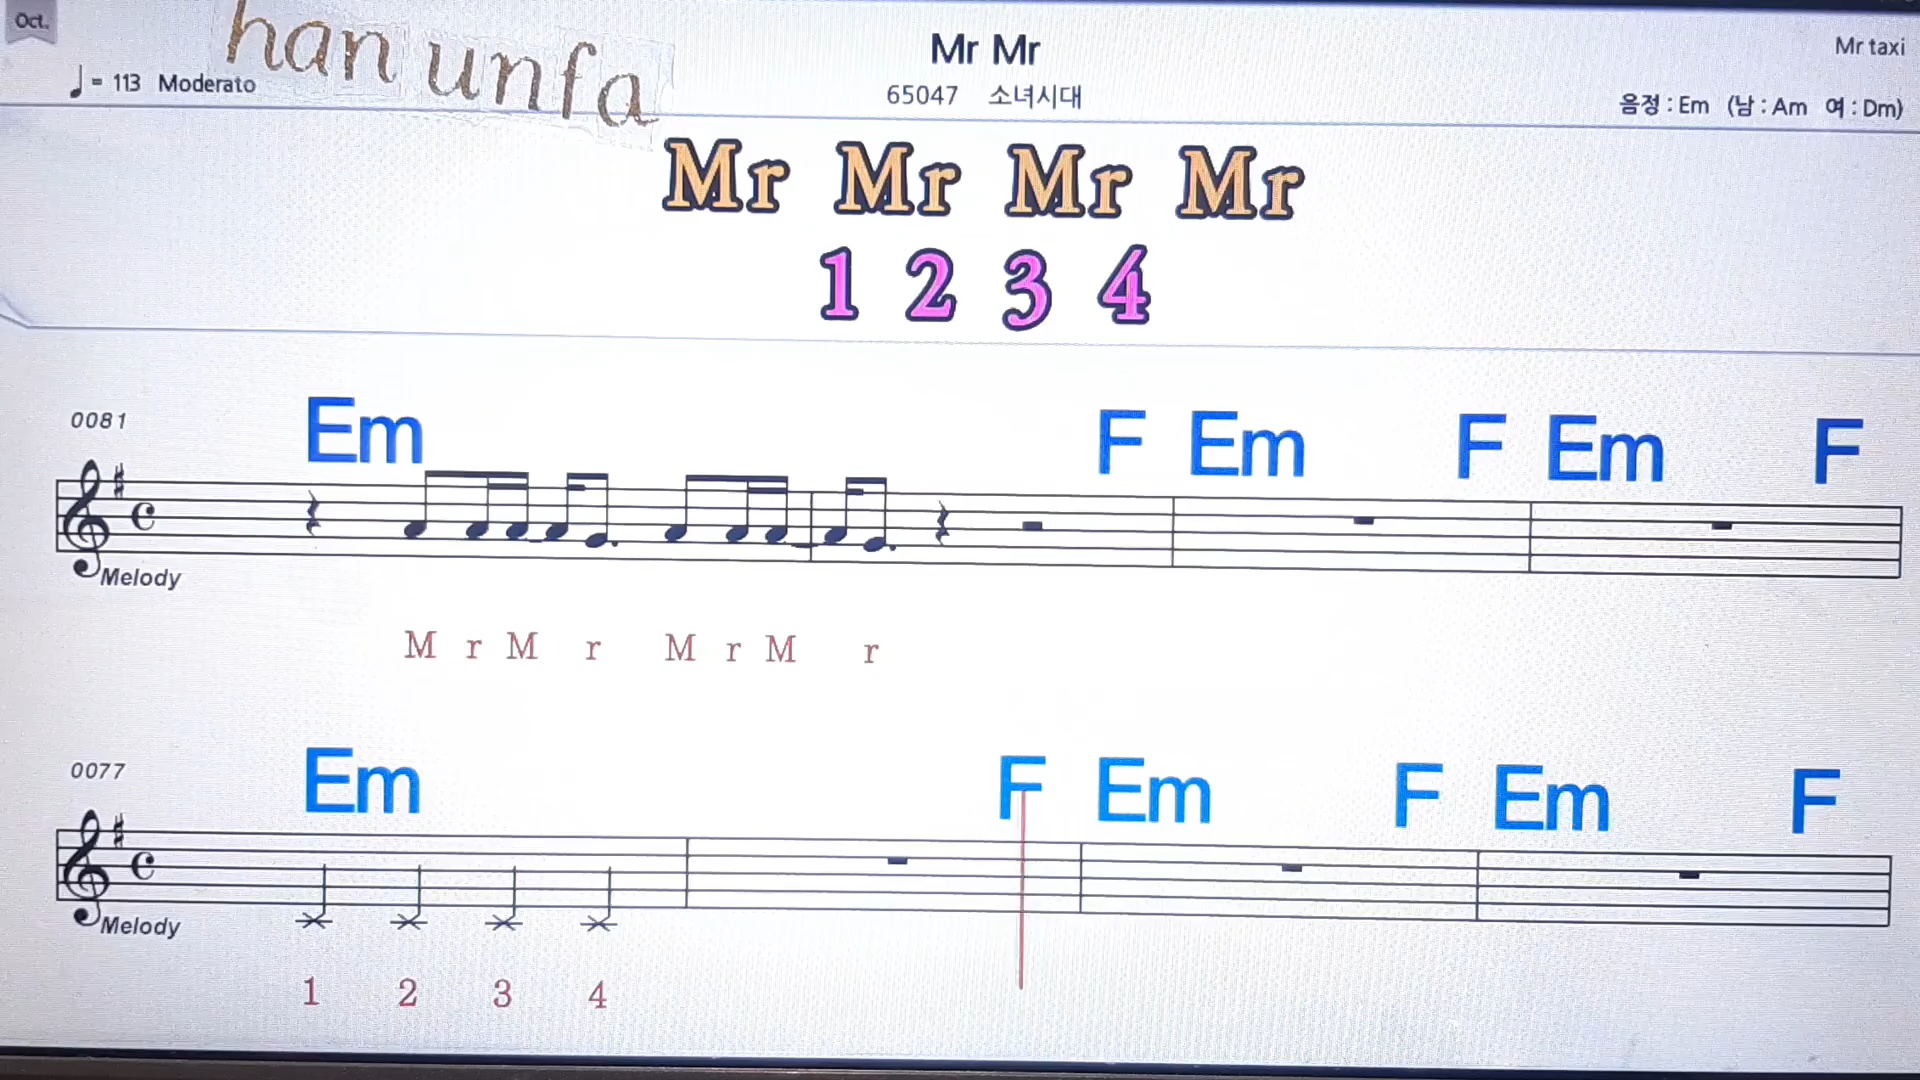 Oct.
han unfa
♩= 113 Moderato
Mr Mr
65047 소녀시대
Mr taxi
음정 : Em (남 : Am 여 : Dm)
Mr Mr Mr Mr
1 2 3 4
0081
Em F Em F Em F
Melody
M r M r M r M r
0077
Em F Em F Em F
Melody
1 2 3 4